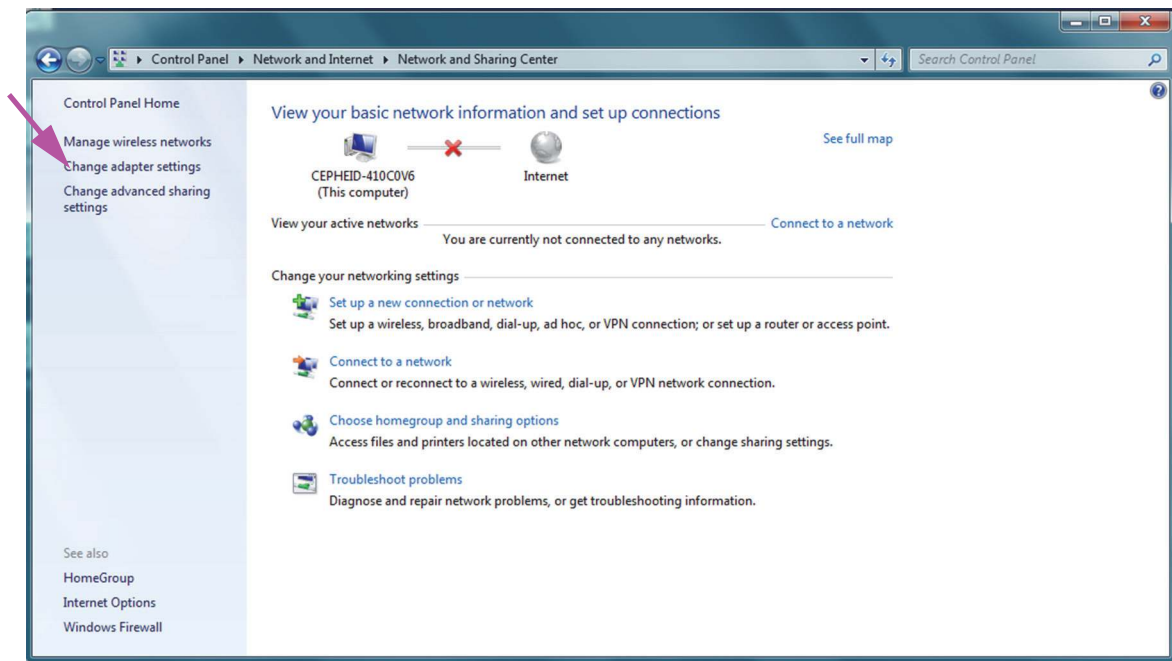 Control Panel ▸ Network and Internet ▸ Network and Sharing Center
Search Control Panel
Control Panel Home
Manage wireless networks
Change adapter settings
Change advanced sharing
settings
See also
HomeGroup
Internet Options
Windows Firewall
View your basic network information and set up connections
See full map
CEPHEID-410C0V6
(This computer)
Internet
View your active networks
Connect to a network
You are currently not connected to any networks.
Change your networking settings
Set up a new connection or network
Set up a wireless, broadband, dial-up, ad hoc, or VPN connection; or set up a router or access point.
Connect to a network
Connect or reconnect to a wireless, wired, dial-up, or VPN network connection.
Choose homegroup and sharing options
Access files and printers located on other network computers, or change sharing settings.
Troubleshoot problems
Diagnose and repair network problems, or get troubleshooting information.